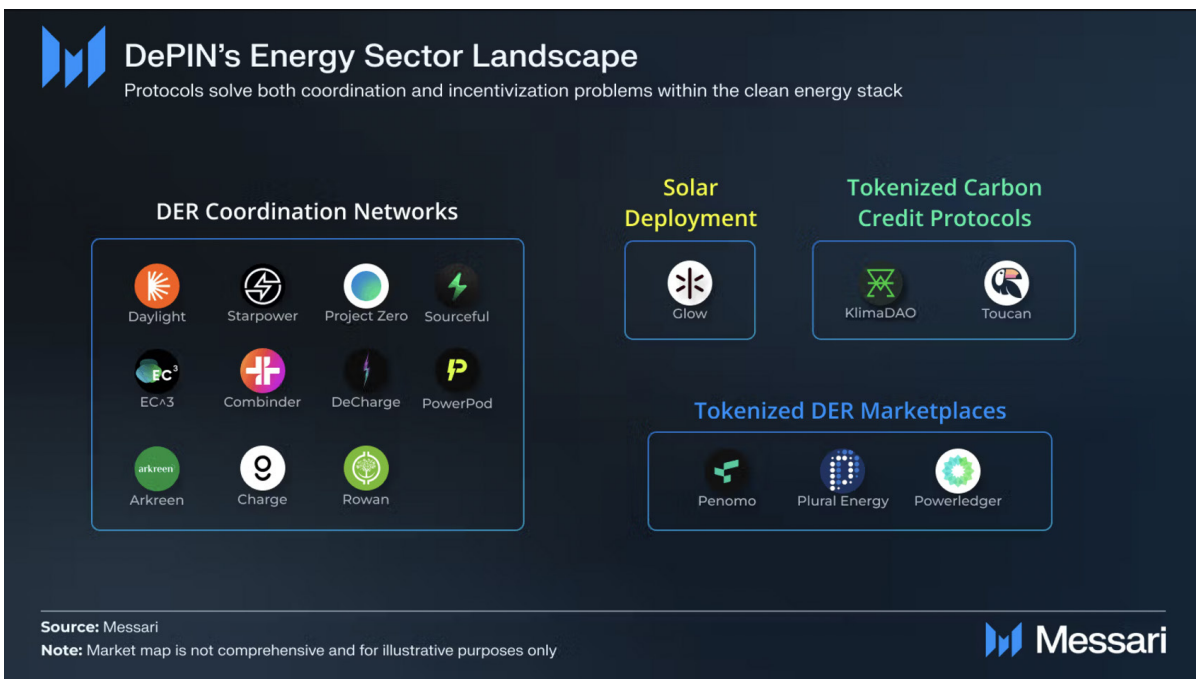 DePIN's Energy Sector Landscape
Protocols solve both coordination and incentivization problems within the clean energy stack
DER Coordination Networks
Daylight
Starpower
Project Zero
Sourceful
EC³
EC^3
Combinder
DeCharge
PowerPod
arkreen
Arkreen
Charge
Rowan
Solar
Deployment
Glow
Tokenized Carbon
Credit Protocols
KlimaDAO
Toucan
Tokenized DER Marketplaces
Penomo
Plural Energy
Powerledger
Source: Messari
Note: Market map is not comprehensive and for illustrative purposes only
Messari